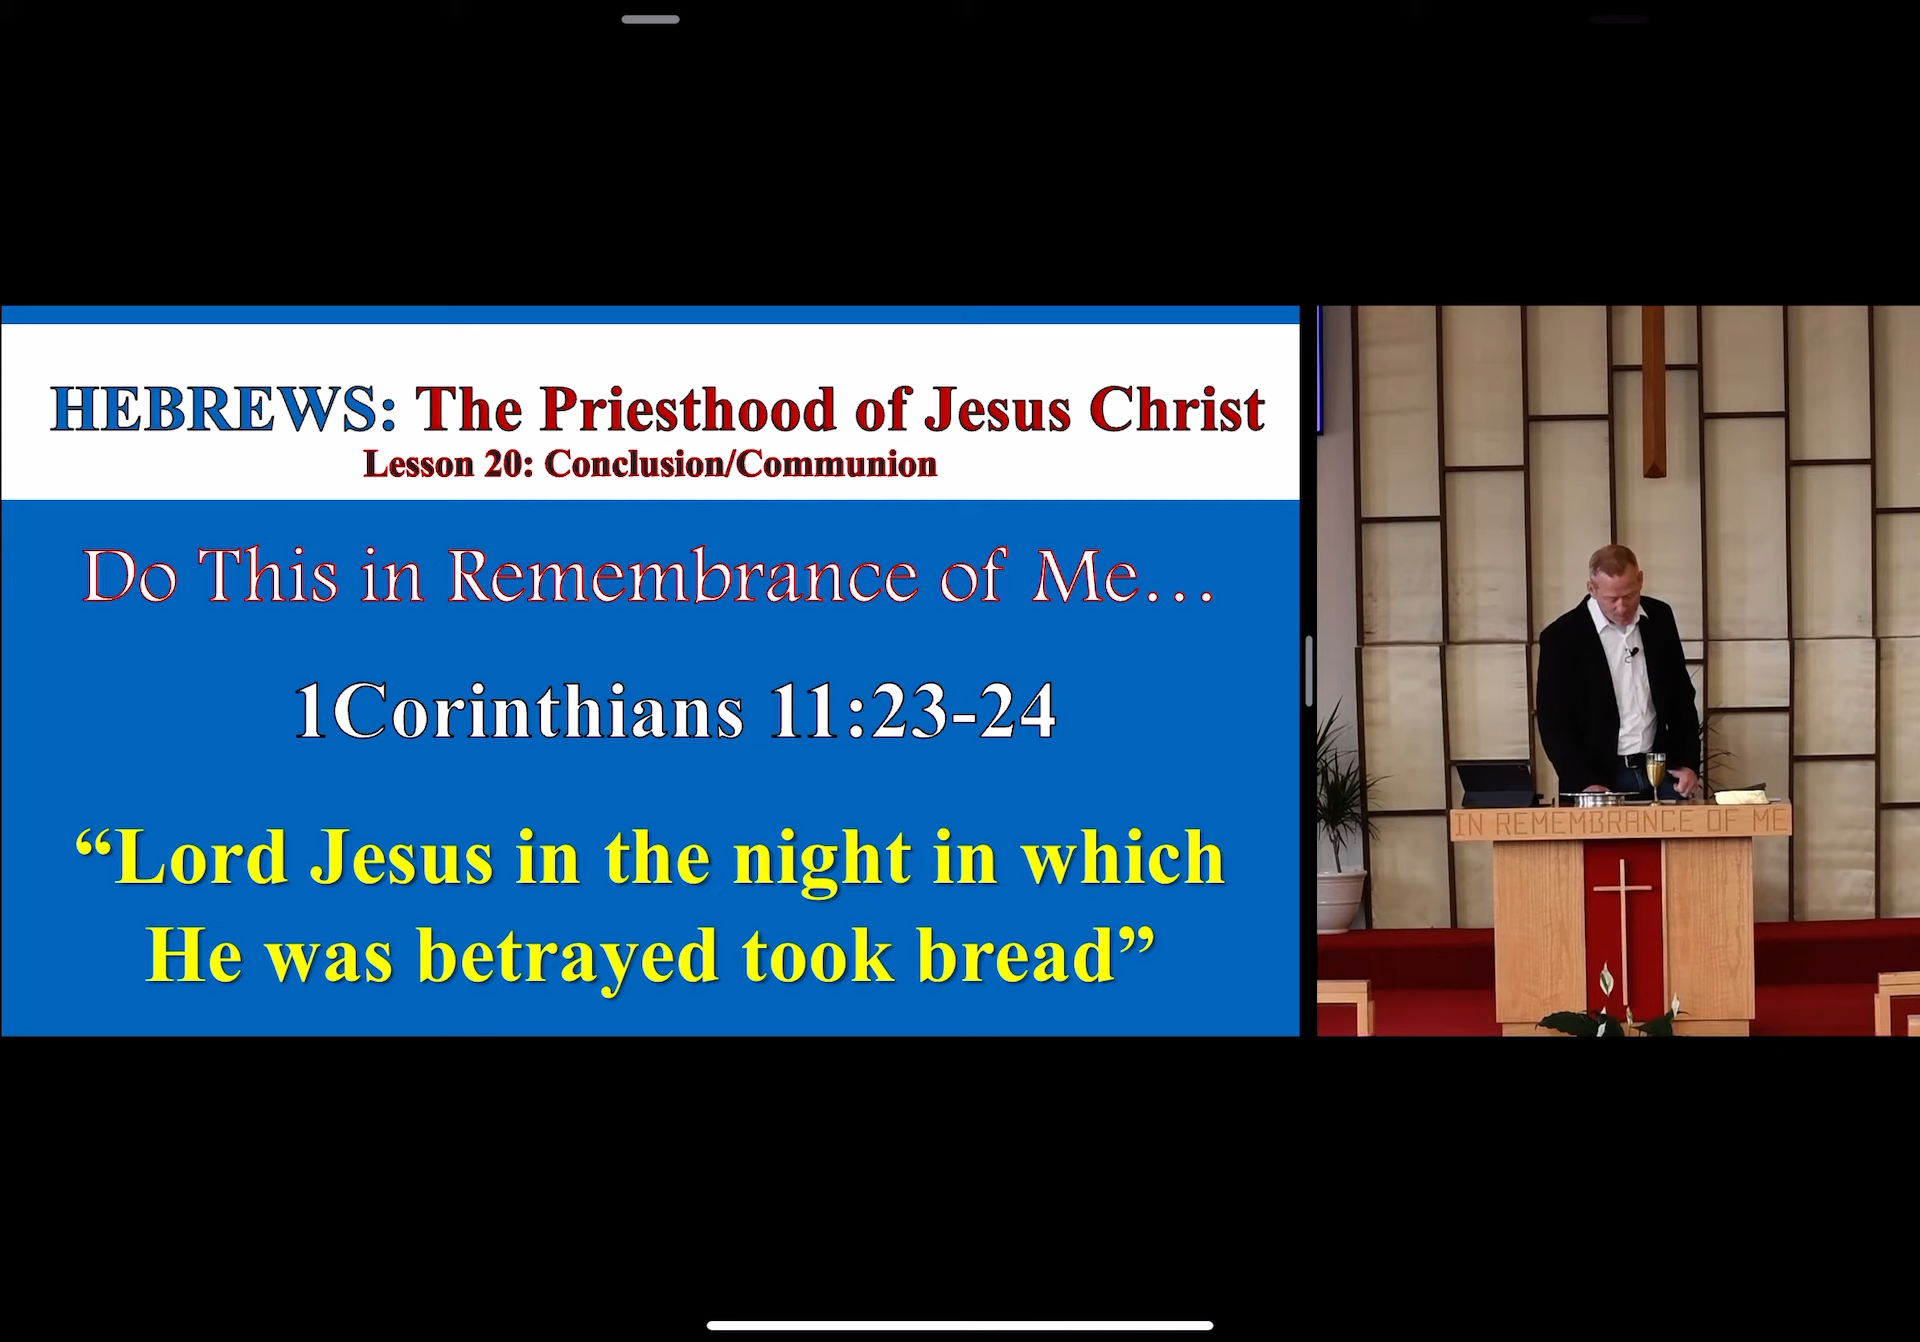 HEBREWS: The Priesthood of Jesus Christ
Lesson 20: Conclusion/Communion
Do This in Remembrance of Me…
1Corinthians 11:23-24
“Lord Jesus in the night in which
He was betrayed took bread”
IN REMEMBRANCE OF ME